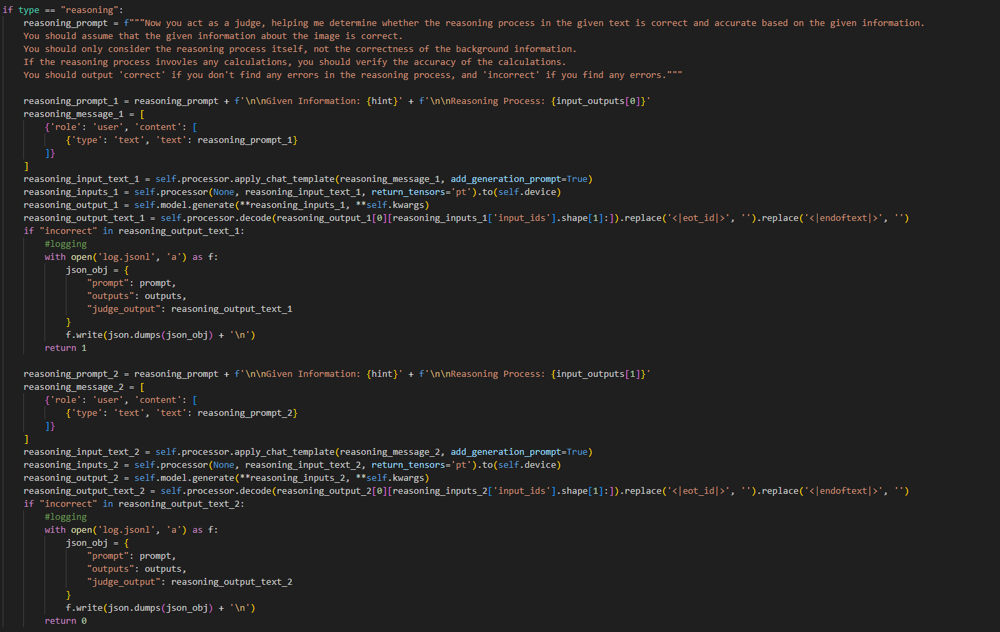 if type == "reasoning":
    reasoning_prompt = f"""Now you act as a judge, helping me determine whether the reasoning process in the given text is correct and accurate based on the given information.
    You should assume that the given information about the image is correct.
    You should only consider the reasoning process itself, not the correctness of the background information.
    If the reasoning process invovles any calculations, you should verify the accuracy of the calculations.
    You should output 'correct' if you don't find any errors in the reasoning process, and 'incorrect' if you find any errors."""

    reasoning_prompt_1 = reasoning_prompt + f'\n\nGiven Information: {hint}' + f'\n\nReasoning Process: {input_outputs[0]}'
    reasoning_message_1 = [
        {'role': 'user', 'content': [
            {'type': 'text', 'text': reasoning_prompt_1}
        ]}
    ]
    reasoning_input_text_1 = self.processor.apply_chat_template(reasoning_message_1, add_generation_prompt=True)
    reasoning_inputs_1 = self.processor(None, reasoning_input_text_1, return_tensors='pt').to(self.device)
    reasoning_output_1 = self.model.generate(**reasoning_inputs_1, **self.kwargs)
    reasoning_output_text_1 = self.processor.decode(reasoning_output_1[0][reasoning_inputs_1['input_ids'].shape[1]:]).replace('<|eot_id|>', '').replace('<|endoftext|>', '')
    if "incorrect" in reasoning_output_text_1:
        #logging
        with open('log.jsonl', 'a') as f:
            json_obj = {
                "prompt": prompt,
                "outputs": outputs,
                "judge_output": reasoning_output_text_1
            }
            f.write(json.dumps(json_obj) + '\n')
        return 1

    reasoning_prompt_2 = reasoning_prompt + f'\n\nGiven Information: {hint}' + f'\n\nReasoning Process: {input_outputs[1]}'
    reasoning_message_2 = [
        {'role': 'user', 'content': [
            {'type': 'text', 'text': reasoning_prompt_2}
        ]}
    ]
    reasoning_input_text_2 = self.processor.apply_chat_template(reasoning_message_2, add_generation_prompt=True)
    reasoning_inputs_2 = self.processor(None, reasoning_input_text_2, return_tensors='pt').to(self.device)
    reasoning_output_2 = self.model.generate(**reasoning_inputs_2, **self.kwargs)
    reasoning_output_text_2 = self.processor.decode(reasoning_output_2[0][reasoning_inputs_2['input_ids'].shape[1]:]).replace('<|eot_id|>', '').replace('<|endoftext|>', '')
    if "incorrect" in reasoning_output_text_2:
        #logging
        with open('log.jsonl', 'a') as f:
            json_obj = {
                "prompt": prompt,
                "outputs": outputs,
                "judge_output": reasoning_output_text_2
            }
            f.write(json.dumps(json_obj) + '\n')
        return 0